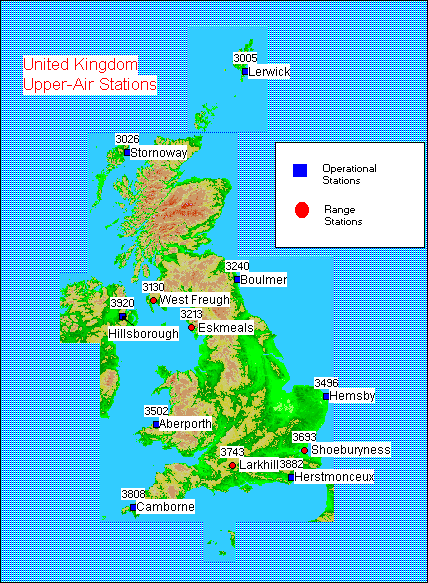 United Kingdom
Upper-Air Stations
3005
Lerwick
3026
Stornoway
Operational
Stations
Range
Stations
3240
Boulmer
3130
West Freugh
3920
Hillsborough
3213
Eskmeals
3496
Hemsby
3502
Aberporth
3693
Shoeburyness
3743
Larkhill
3882
Herstmonceux
3808
Camborne